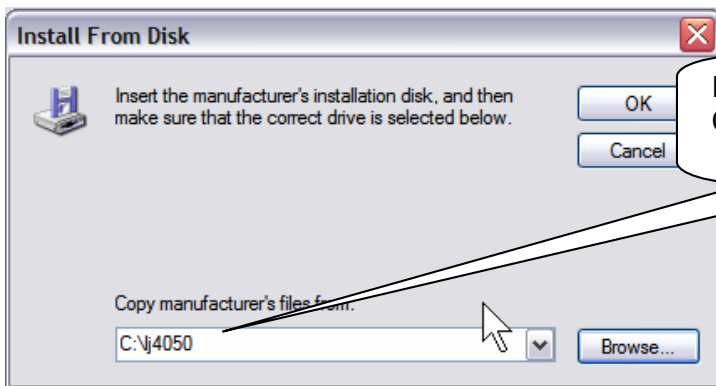 Install From Disk
Insert the manufacturer's installation disk, and then
make sure that the correct drive is selected below.
OK
Cancel
Copy manufacturer's files from:
C:\lj4050
Browse...